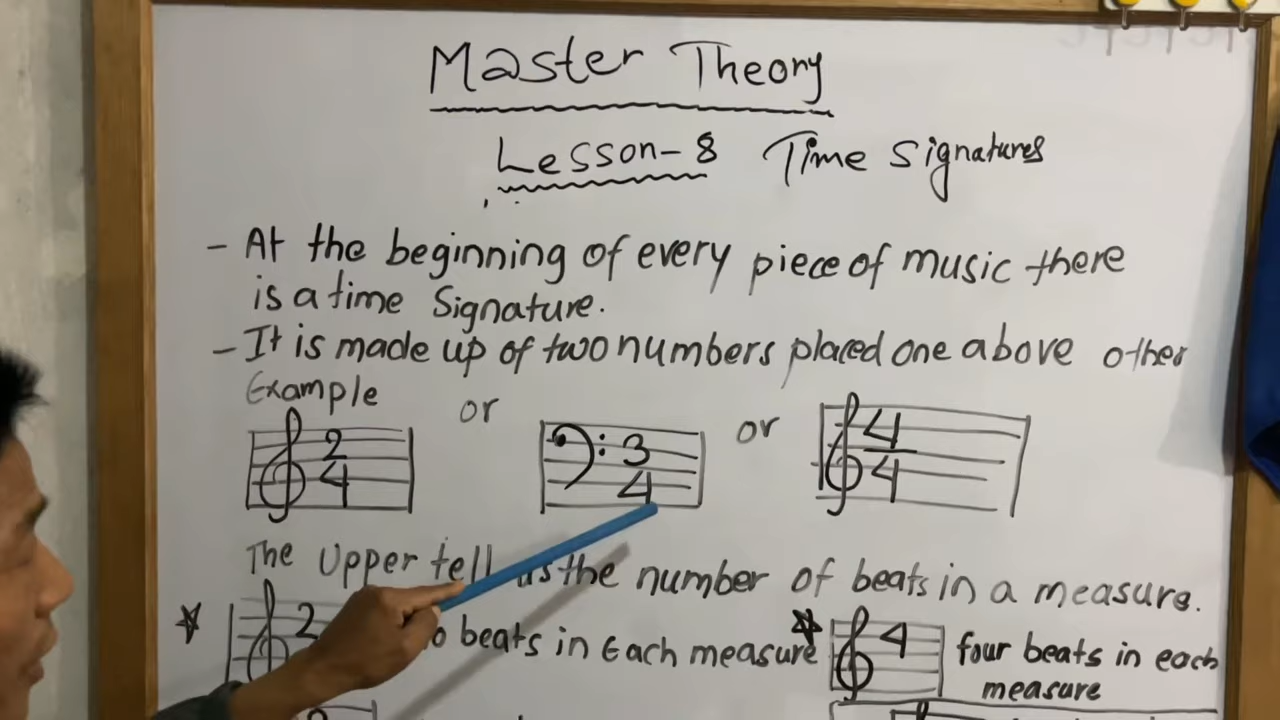 Master Theory
Lesson-8 Time Signatures
- At the beginning of every piece of music there
is a time Signature.
- It is made up of two numbers placed one above other
Example
or
or
2
4
3
4
4
4
The Upper tell us the number of beats in a measure.
2 beats in Each measure
4 four beats in each
measure